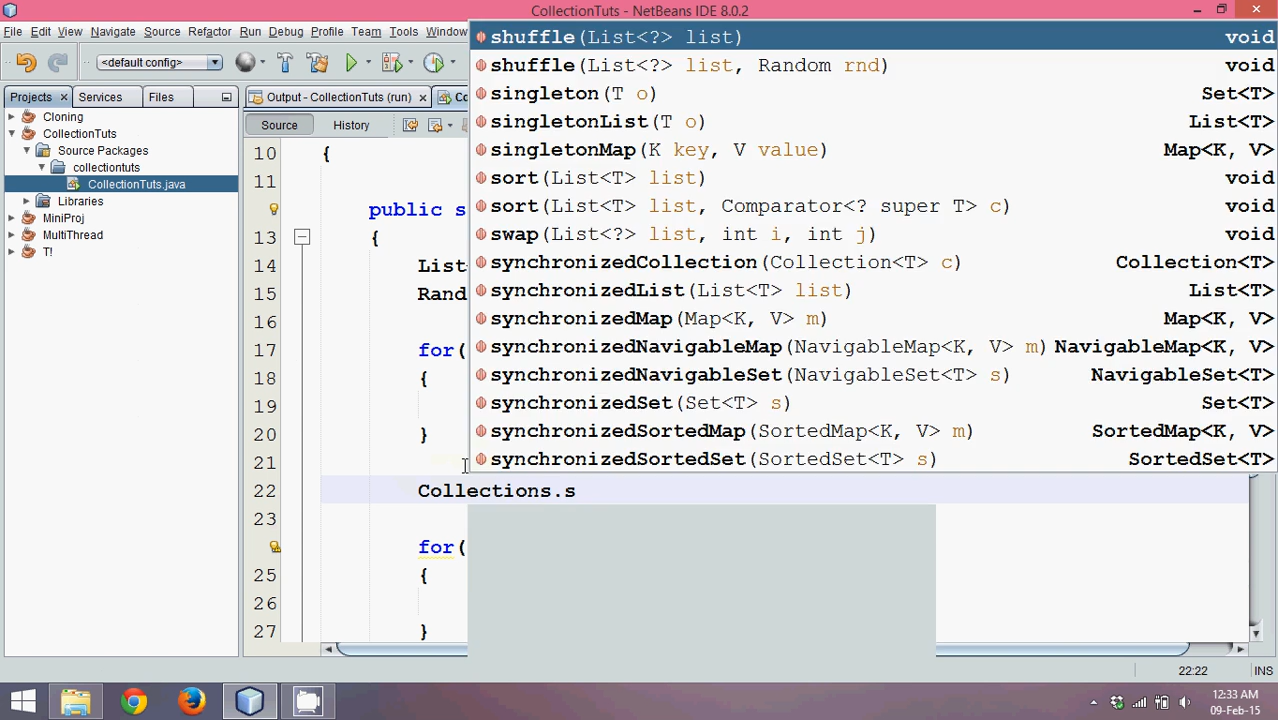 CollectionTuts - NetBeans IDE 8.0.2
File Edit View Navigate Source Refactor Run Debug Profile Team Tools Window
<default config>
Projects Services Files
Output - CollectionTuts (run)
Source History
Cloning
CollectionTuts
Source Packages
collectiontuts
CollectionTuts.java
Libraries
MiniProj
MultiThread
T!
10 {
11
public s
13 {
14 List
15 Rand
16
17 for(
18 {
19
20 }
21
22 Collections.s
23
for(
25 {
26
27 }
shuffle(List<?> list) void
shuffle(List<?> list, Random rnd) void
singleton(T o) Set<T>
singletonList(T o) List<T>
singletonMap(K key, V value) Map<K, V>
sort(List<T> list) void
sort(List<T> list, Comparator<? super T> c) void
swap(List<?> list, int i, int j) void
synchronizedCollection(Collection<T> c) Collection<T>
synchronizedList(List<T> list) List<T>
synchronizedMap(Map<K, V> m) Map<K, V>
synchronizedNavigableMap(NavigableMap<K, V> m) NavigableMap<K, V>
synchronizedNavigableSet(NavigableSet<T> s) NavigableSet<T>
synchronizedSet(Set<T> s) Set<T>
synchronizedSortedMap(SortedMap<K, V> m) SortedMap<K, V>
synchronizedSortedSet(SortedSet<T> s) SortedSet<T>
22:22 INS
12:33 AM
09-Feb-15